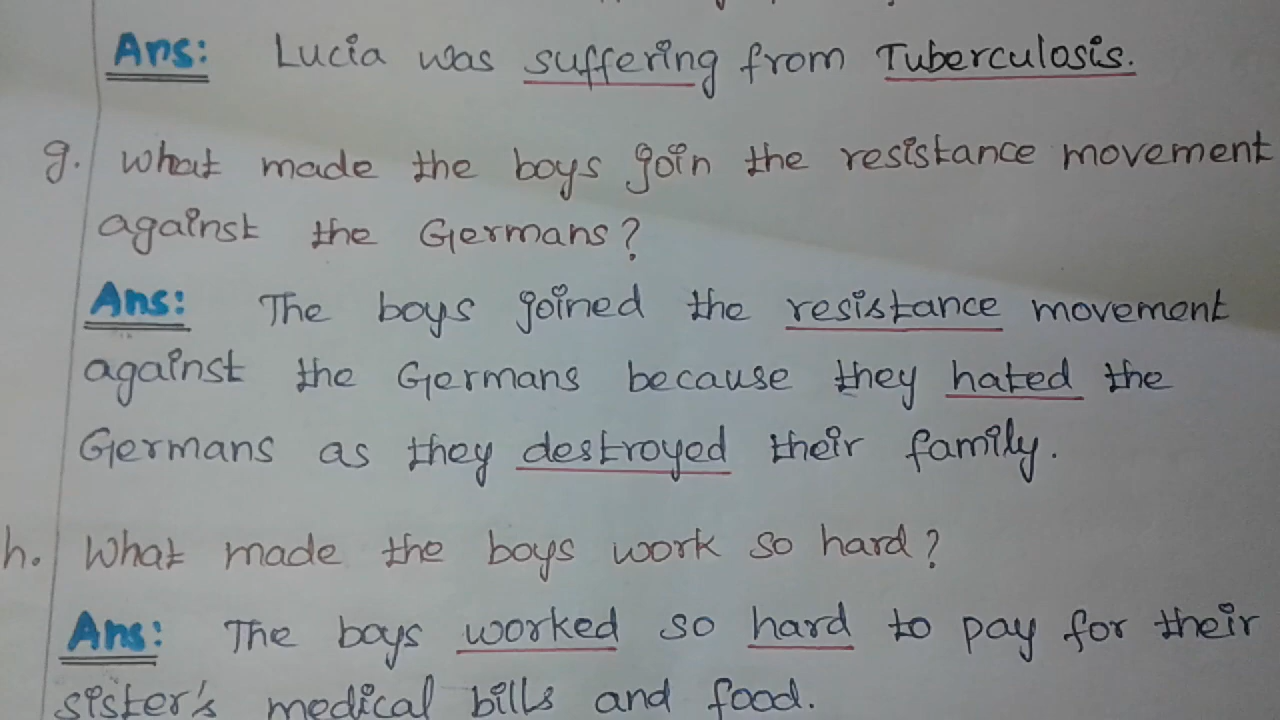 Ans: Lucia was suffering from Tuberculosis.
g. What made the boys join the resistance movement
against the Germans?
Ans: The boys joined the resistance movement
against the Germans because they hated the
Germans as they destroyed their family.
h. What made the boys work so hard?
Ans: The boys worked so hard to pay for their
sister's medical bills and food.